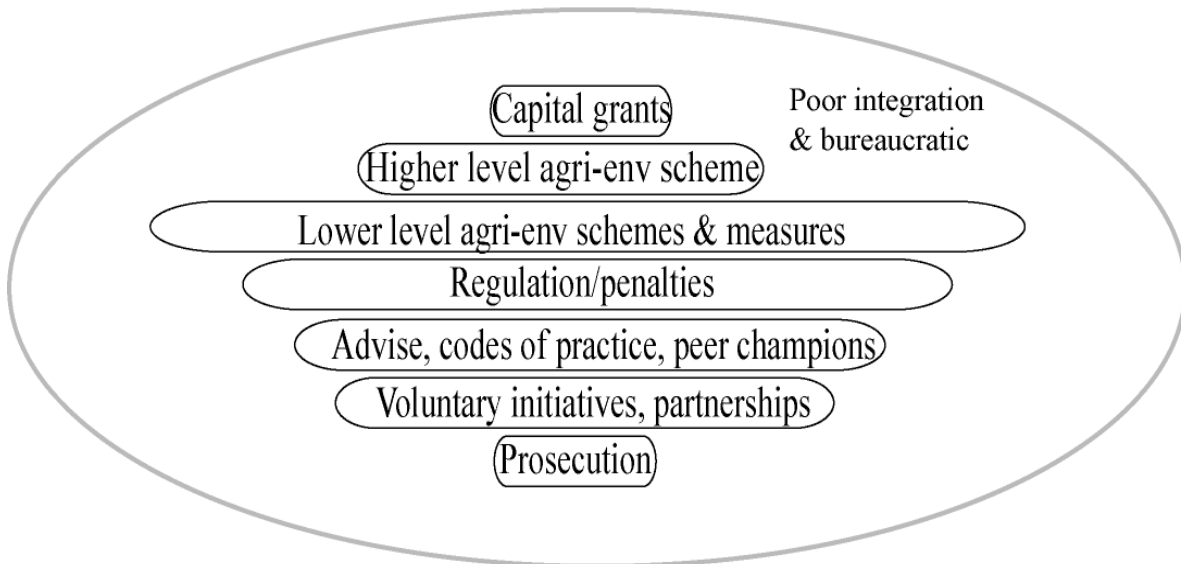 Capital grants
Poor integration
& bureaucratic
Higher level agri-env scheme
Lower level agri-env schemes & measures
Regulation/penalties
Advise, codes of practice, peer champions
Voluntary initiatives, partnerships
Prosecution